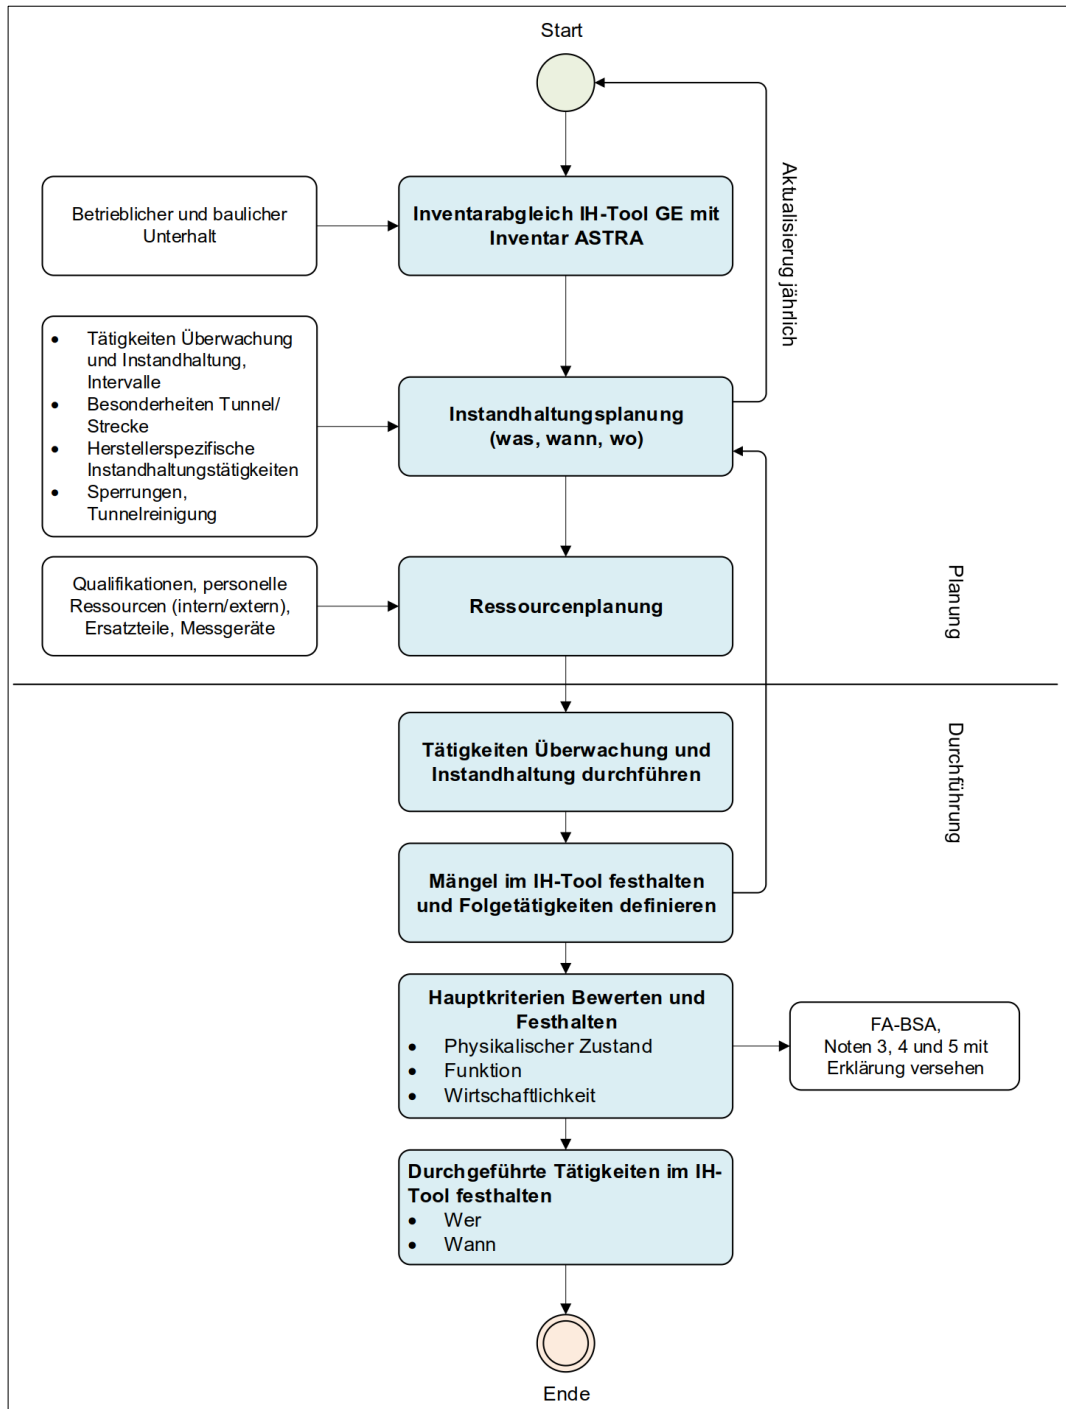 Start
Aktualisierug jährlich
Betrieblicher und baulicher
Unterhalt
Inventarabgleich IH-Tool GE mit
Inventar ASTRA
• Tätigkeiten Überwachung
und Instandhaltung,
Intervalle
• Besonderheiten Tunnel/
Strecke
• Herstellerspezifische
Instandhaltungstätigkeiten
• Sperrungen,
Tunnelreinigung
Instandhaltungsplanung
(was, wann, wo)
Qualifikationen, personelle
Ressourcen (intern/extern),
Ersatzteile, Messgeräte
Ressourcenplanung
Planung
Durchführung
Tätigkeiten Überwachung und
Instandhaltung durchführen
Mängel im IH-Tool festhalten
und Folgetätigkeiten definieren
Hauptkriterien Bewerten und
Festhalten
• Physikalischer Zustand
• Funktion
• Wirtschaftlichkeit
FA-BSA,
Noten 3, 4 und 5 mit
Erklärung versehen
Durchgeführte Tätigkeiten im IH-
Tool festhalten
• Wer
• Wann
Ende